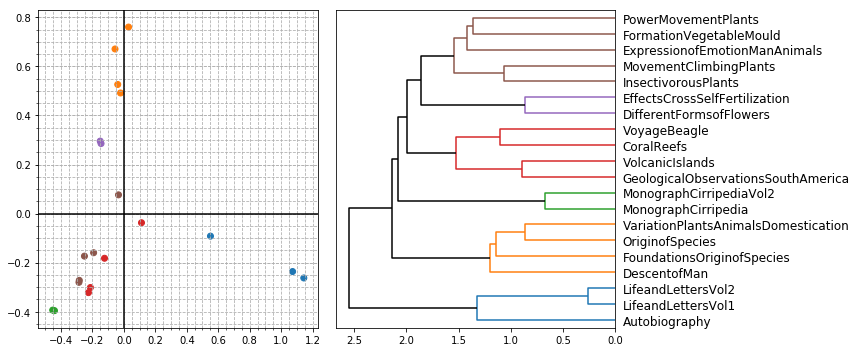 0.8
0.6
0.4
0.2
0.0
−0.2
−0.4
−0.4
−0.2
0.0
0.2
0.4
0.6
0.8
1.0
1.2
PowerMovementPlants
FormationVegetableMould
ExpressionofEmotionManAnimals
MovementClimbingPlants
InsectivorousPlants
EffectsCrossSelfFertilization
DifferentFormsofFlowers
VoyageBeagle
CoralReefs
VolcanicIslands
GeologicalObservationsSouthAmerica
MonographCirripediaVol2
MonographCirripedia
VariationPlantsAnimalsDomestication
OriginofSpecies
FoundationsOriginofSpecies
DescentofMan
LifeandLettersVol2
LifeandLettersVol1
Autobiography
2.5
2.0
1.5
1.0
0.5
0.0